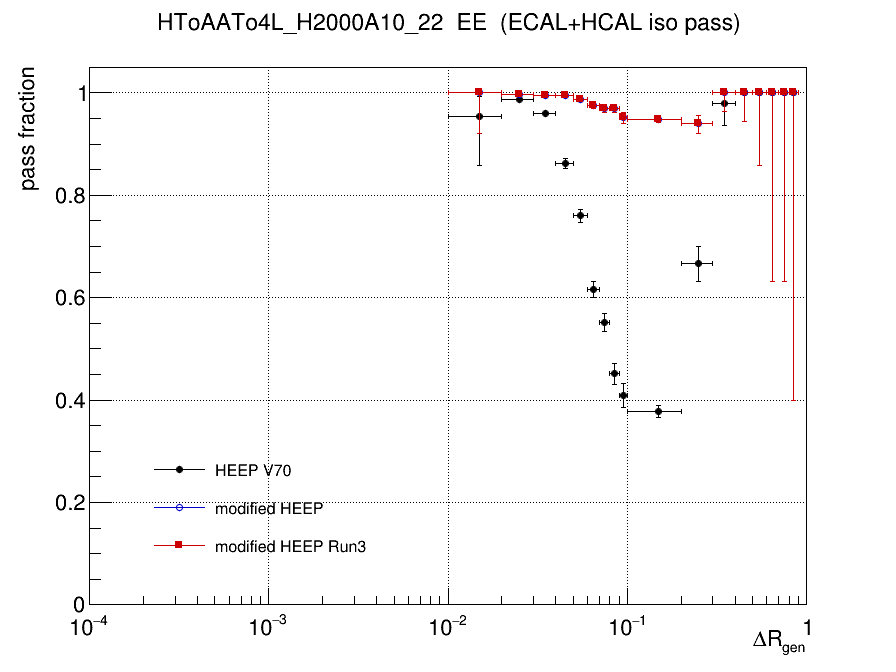 HToAATo4L_H2000A10_22 EE (ECAL+HCAL iso pass)
pass fraction
1
0.8
0.6
0.4
0.2
0
HEEP V70
modified HEEP
modified HEEP Run3
10⁻⁴ 10⁻³ 10⁻² 10⁻¹ 1
ΔR_gen